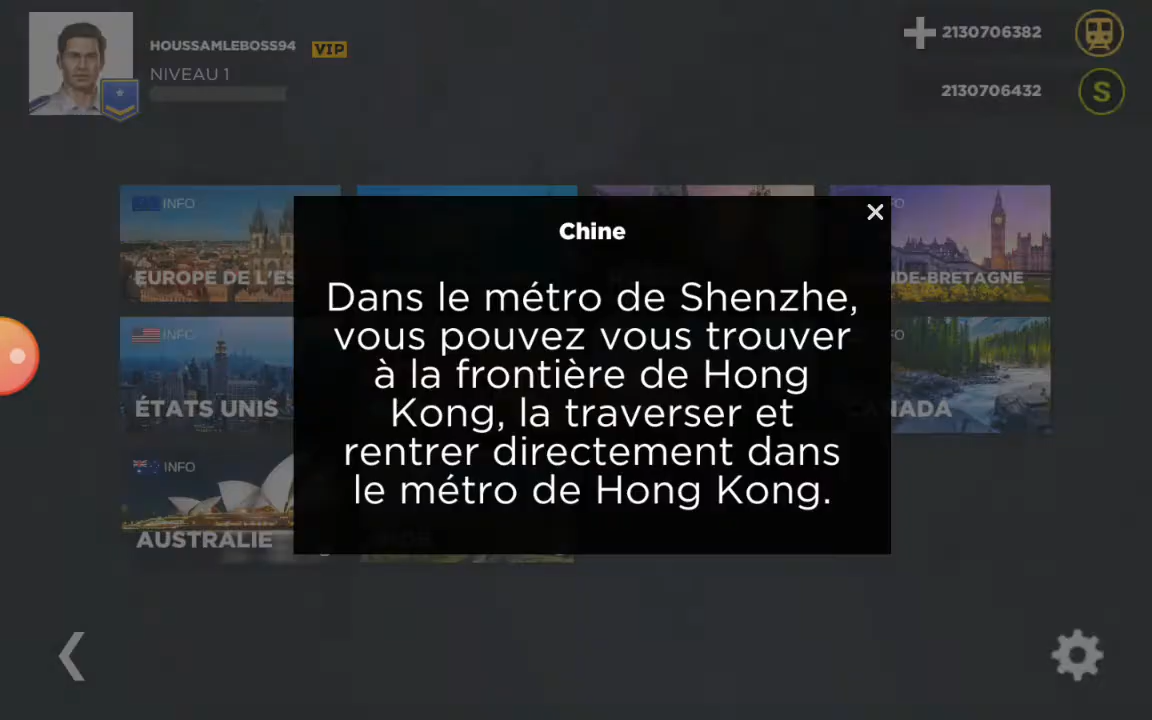 HOUSSAMLEBOSS94 VIP
NIVEAU 1
2130706382
2130706432
S
INFO
EUROPE DE L'ES
DE-BRETAGNE
INFO
ÉTATS UNIS
NADA
INFO
AUSTRALIE
Chine
Dans le métro de Shenzhe,
vous pouvez vous trouver
à la frontière de Hong
Kong, la traverser et
rentrer directement dans
le métro de Hong Kong.